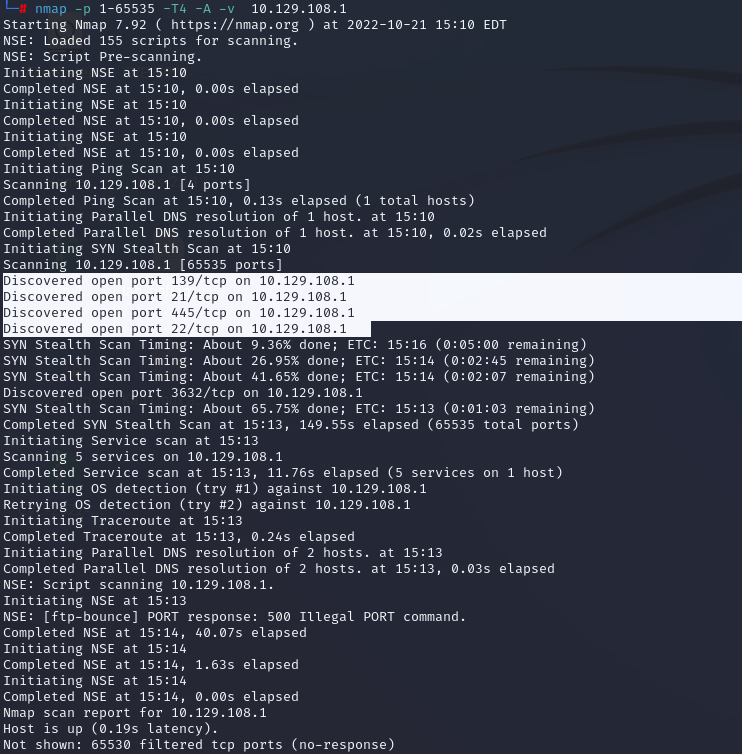 └─# nmap -p 1-65535 -T4 -A -v  10.129.108.1
Starting Nmap 7.92 ( https://nmap.org ) at 2022-10-21 15:10 EDT
NSE: Loaded 155 scripts for scanning.
NSE: Script Pre-scanning.
Initiating NSE at 15:10
Completed NSE at 15:10, 0.00s elapsed
Initiating NSE at 15:10
Completed NSE at 15:10, 0.00s elapsed
Initiating NSE at 15:10
Completed NSE at 15:10, 0.00s elapsed
Initiating Ping Scan at 15:10
Scanning 10.129.108.1 [4 ports]
Completed Ping Scan at 15:10, 0.13s elapsed (1 total hosts)
Initiating Parallel DNS resolution of 1 host. at 15:10
Completed Parallel DNS resolution of 1 host. at 15:10, 0.02s elapsed
Initiating SYN Stealth Scan at 15:10
Scanning 10.129.108.1 [65535 ports]
Discovered open port 139/tcp on 10.129.108.1
Discovered open port 21/tcp on 10.129.108.1
Discovered open port 445/tcp on 10.129.108.1
Discovered open port 22/tcp on 10.129.108.1
SYN Stealth Scan Timing: About 9.36% done; ETC: 15:16 (0:05:00 remaining)
SYN Stealth Scan Timing: About 26.95% done; ETC: 15:14 (0:02:45 remaining)
SYN Stealth Scan Timing: About 41.65% done; ETC: 15:14 (0:02:07 remaining)
Discovered open port 3632/tcp on 10.129.108.1
SYN Stealth Scan Timing: About 65.75% done; ETC: 15:13 (0:01:03 remaining)
Completed SYN Stealth Scan at 15:13, 149.55s elapsed (65535 total ports)
Initiating Service scan at 15:13
Scanning 5 services on 10.129.108.1
Completed Service scan at 15:13, 11.76s elapsed (5 services on 1 host)
Initiating OS detection (try #1) against 10.129.108.1
Retrying OS detection (try #2) against 10.129.108.1
Initiating Traceroute at 15:13
Completed Traceroute at 15:13, 0.24s elapsed
Initiating Parallel DNS resolution of 2 hosts. at 15:13
Completed Parallel DNS resolution of 2 hosts. at 15:13, 0.03s elapsed
NSE: Script scanning 10.129.108.1.
Initiating NSE at 15:13
NSE: [ftp-bounce] PORT response: 500 Illegal PORT command.
Completed NSE at 15:14, 40.07s elapsed
Initiating NSE at 15:14
Completed NSE at 15:14, 1.63s elapsed
Initiating NSE at 15:14
Completed NSE at 15:14, 0.00s elapsed
Nmap scan report for 10.129.108.1
Host is up (0.19s latency).
Not shown: 65530 filtered tcp ports (no-response)